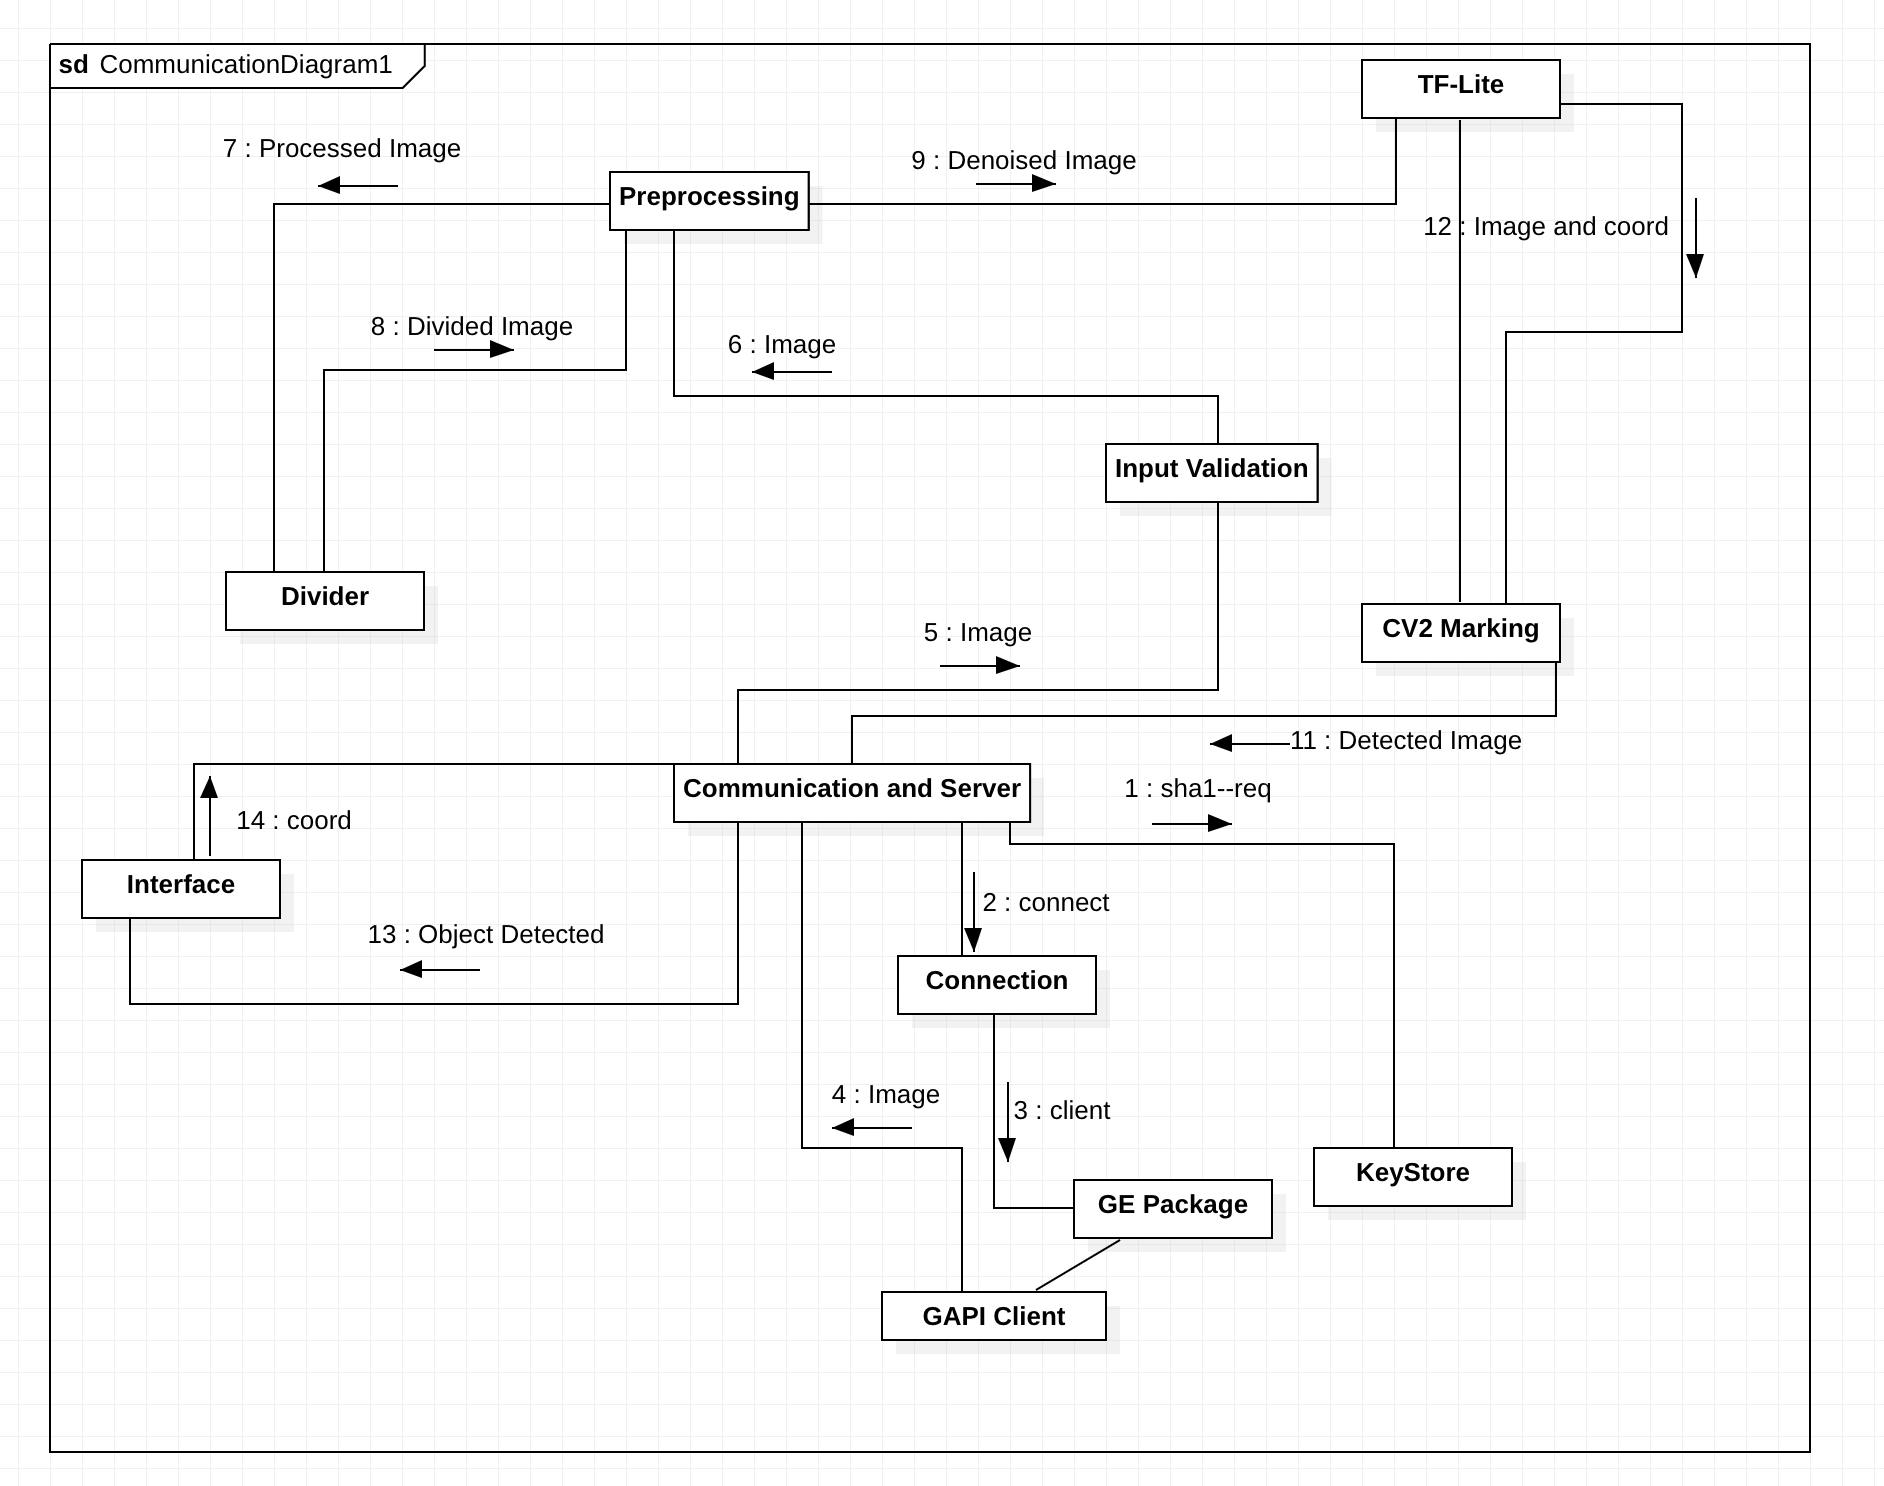 sd CommunicationDiagram1
TF-Lite
7 : Processed Image
9 : Denoised Image
Preprocessing
12 : Image and coord
8 : Divided Image
6 : Image
Input Validation
Divider
5 : Image
CV2 Marking
11 : Detected Image
Communication and Server
1 : sha1--req
14 : coord
Interface
2 : connect
13 : Object Detected
Connection
4 : Image
3 : client
KeyStore
GE Package
GAPI Client